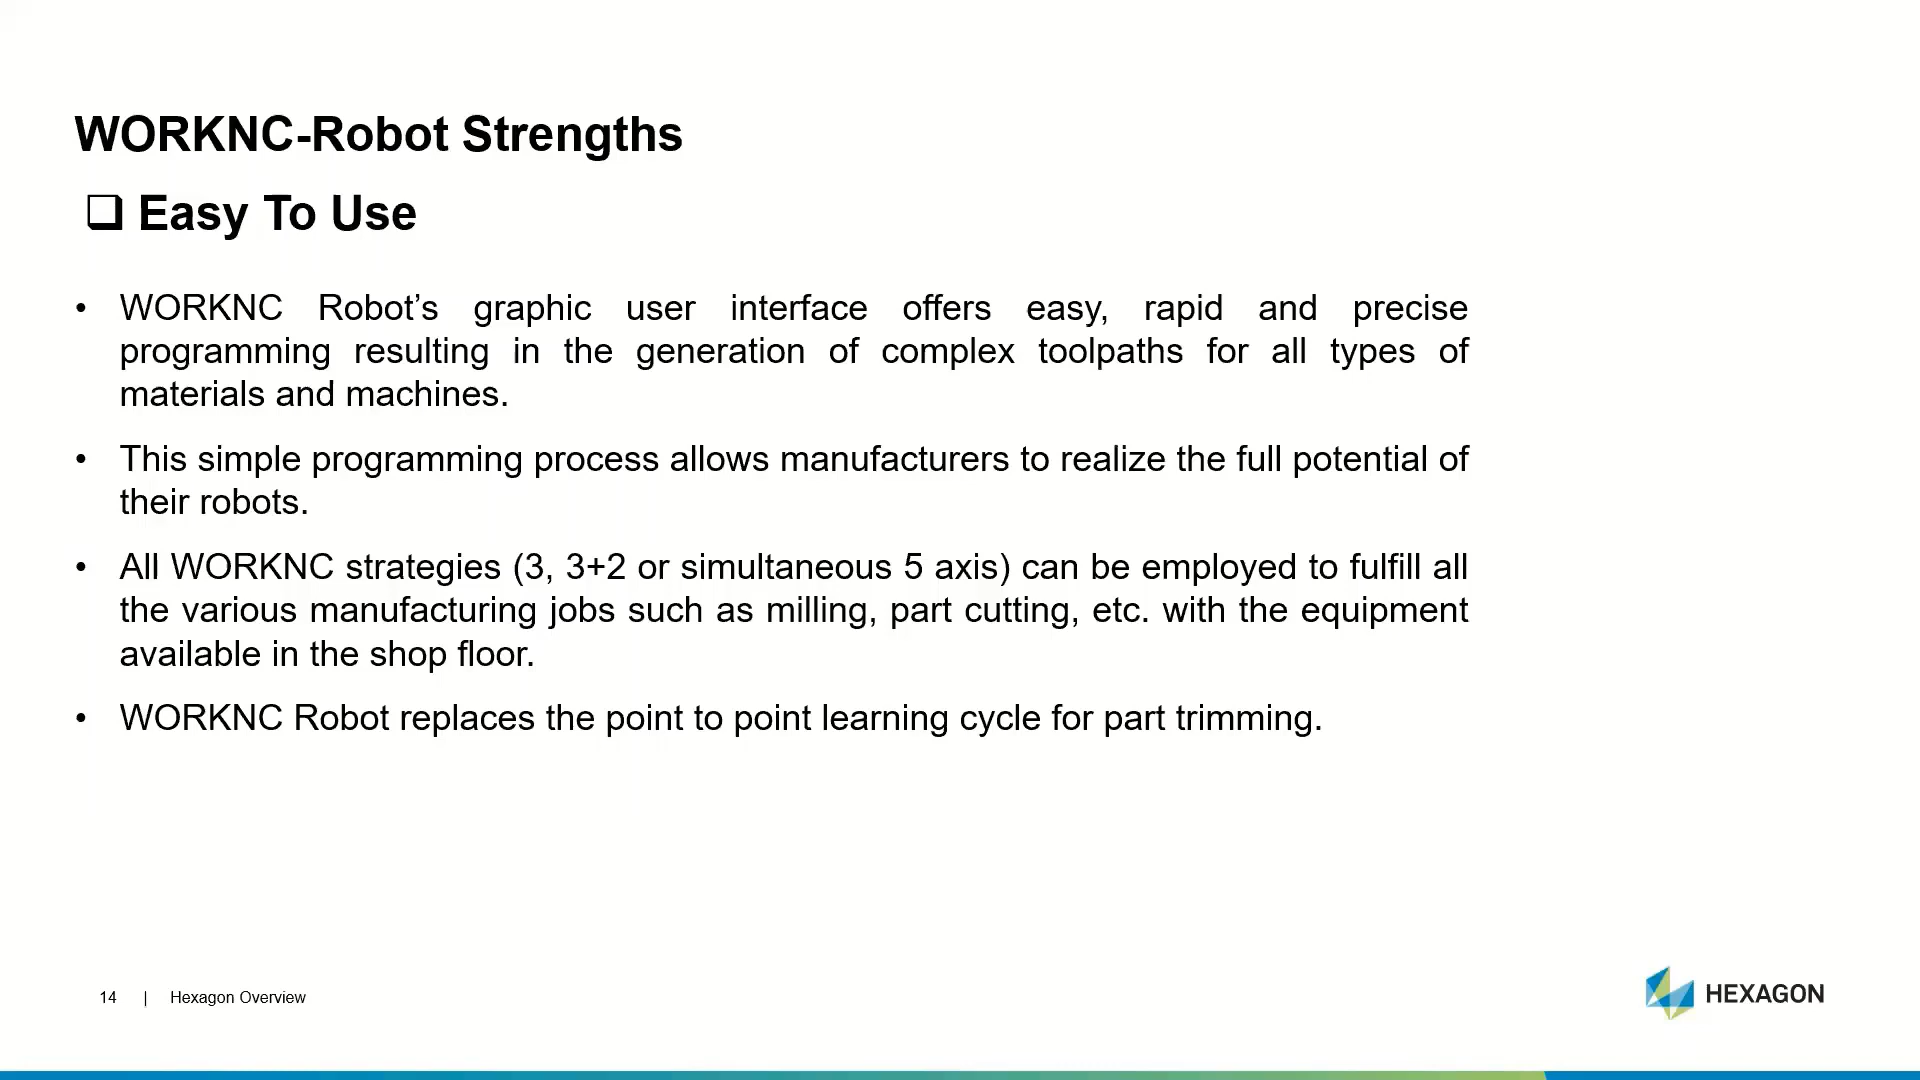 WORKNC-Robot Strengths
❑ Easy To Use
• WORKNC Robot’s graphic user interface offers easy, rapid and precise
programming resulting in the generation of complex toolpaths for all types of
materials and machines.
• This simple programming process allows manufacturers to realize the full potential of
their robots.
• All WORKNC strategies (3, 3+2 or simultaneous 5 axis) can be employed to fulfill all
the various manufacturing jobs such as milling, part cutting, etc. with the equipment
available in the shop floor.
• WORKNC Robot replaces the point to point learning cycle for part trimming.
14 | Hexagon Overview
HEXAGON